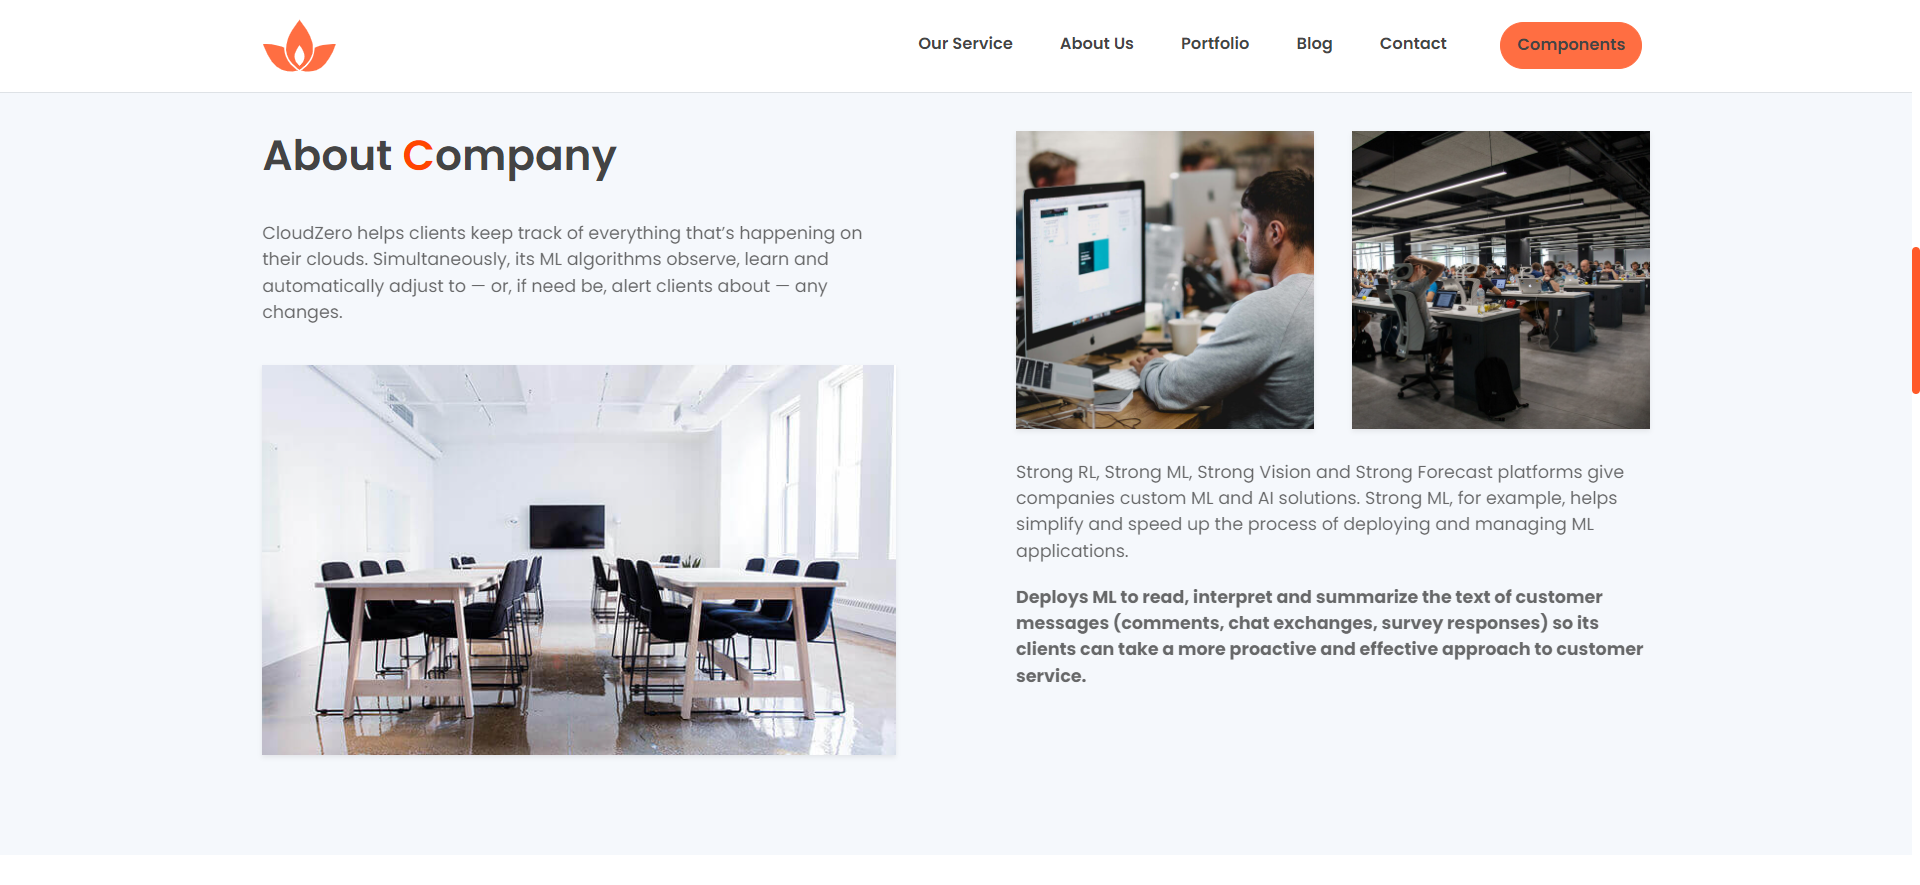 Our Service
About Us
Portfolio
Blog
Contact
Components
About Company
CloudZero helps clients keep track of everything that’s happening on
their clouds. Simultaneously, its ML algorithms observe, learn and
automatically adjust to — or, if need be, alert clients about — any
changes.
Strong RL, Strong ML, Strong Vision and Strong Forecast platforms give
companies custom ML and AI solutions. Strong ML, for example, helps
simplify and speed up the process of deploying and managing ML
applications.
Deploys ML to read, interpret and summarize the text of customer
messages (comments, chat exchanges, survey responses) so its
clients can take a more proactive and effective approach to customer
service.